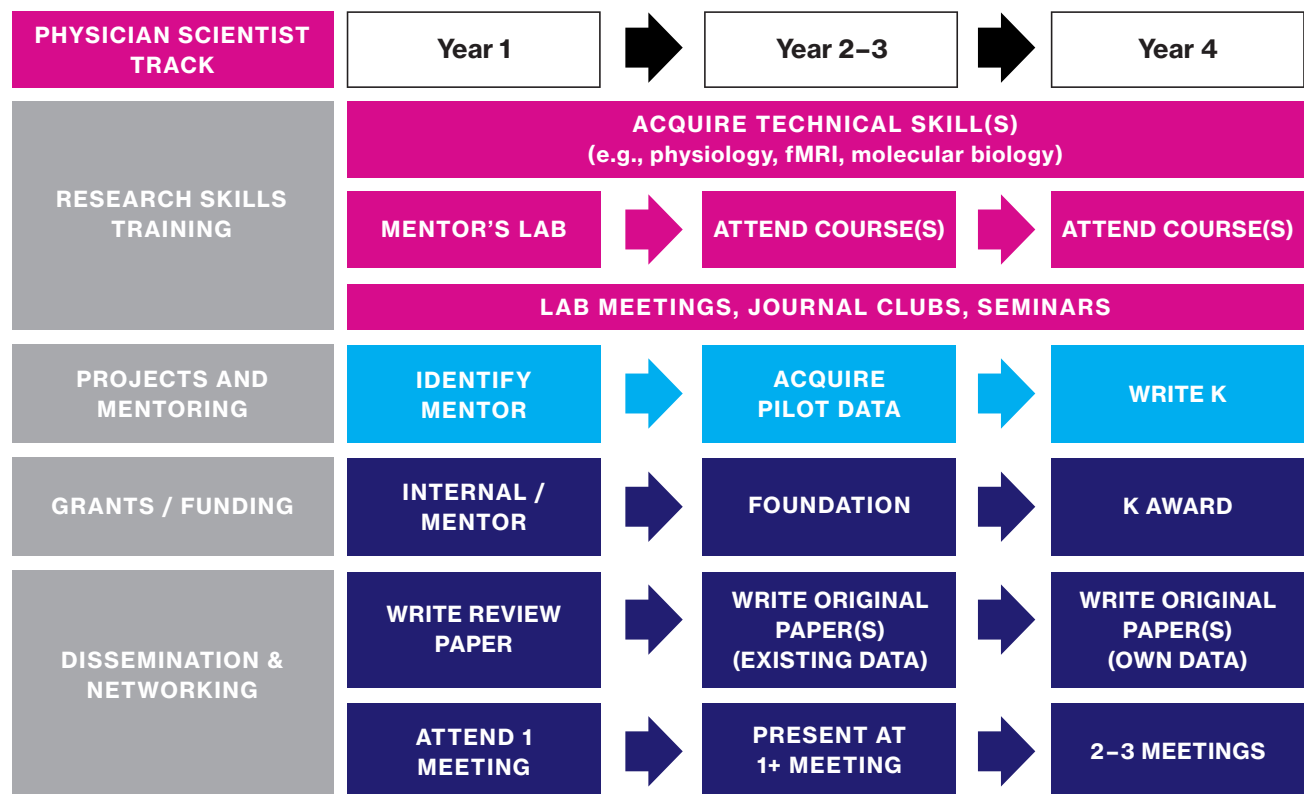 PHYSICIAN SCIENTIST
TRACK
Year 1
Year 2–3
Year 4
RESEARCH SKILLS
TRAINING
ACQUIRE TECHNICAL SKILL(S)
(e.g., physiology, fMRI, molecular biology)
MENTOR’S LAB
ATTEND COURSE(S)
ATTEND COURSE(S)
LAB MEETINGS, JOURNAL CLUBS, SEMINARS
PROJECTS AND
MENTORING
IDENTIFY
MENTOR
ACQUIRE
PILOT DATA
WRITE K
GRANTS / FUNDING
INTERNAL /
MENTOR
FOUNDATION
K AWARD
DISSEMINATION &
NETWORKING
WRITE REVIEW
PAPER
WRITE ORIGINAL
PAPER(S)
(EXISTING DATA)
WRITE ORIGINAL
PAPER(S)
(OWN DATA)
ATTEND 1
MEETING
PRESENT AT
1+ MEETING
2–3 MEETINGS